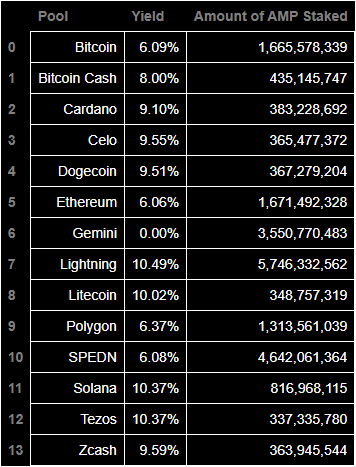 Pool Yield Amount of AMP Staked
0 Bitcoin 6.09% 1,665,578,339
1 Bitcoin Cash 8.00% 435,145,747
2 Cardano 9.10% 383,228,692
3 Celo 9.55% 365,477,372
4 Dogecoin 9.51% 367,279,204
5 Ethereum 6.06% 1,671,492,328
6 Gemini 0.00% 3,550,770,483
7 Lightning 10.49% 5,746,332,562
8 Litecoin 10.02% 348,757,319
9 Polygon 6.37% 1,313,561,039
10 SPEDN 6.08% 4,642,061,364
11 Solana 10.37% 816,968,115
12 Tezos 10.37% 337,335,780
13 Zcash 9.59% 363,945,544